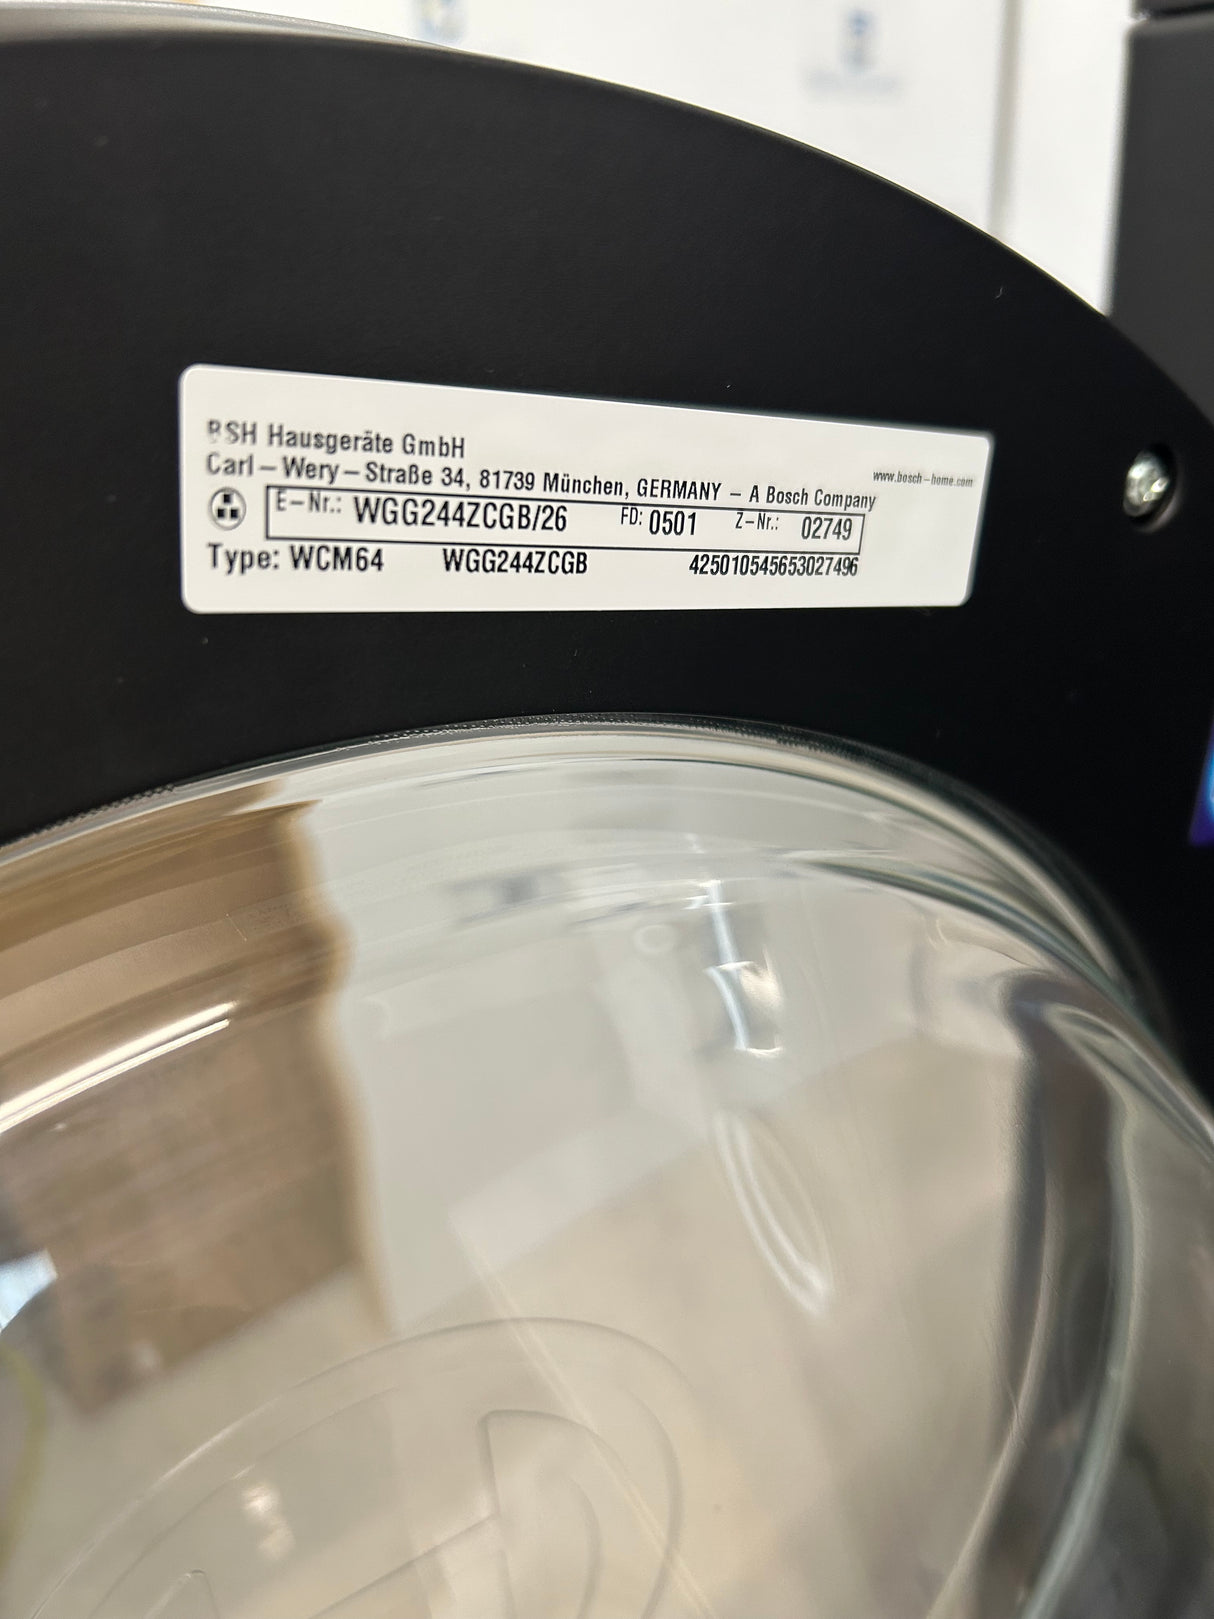 BSH Hausgeräte GmbH
Carl-Wery-Straße 34, 81739 München, GERMANY - A Bosch Company
www.bosch-home.com
E-Nr.: WGG244ZCGB/26 FD: 0501 Z-Nr.: 02749
Type: WCM64 WGG244ZCGB 425010545653027496